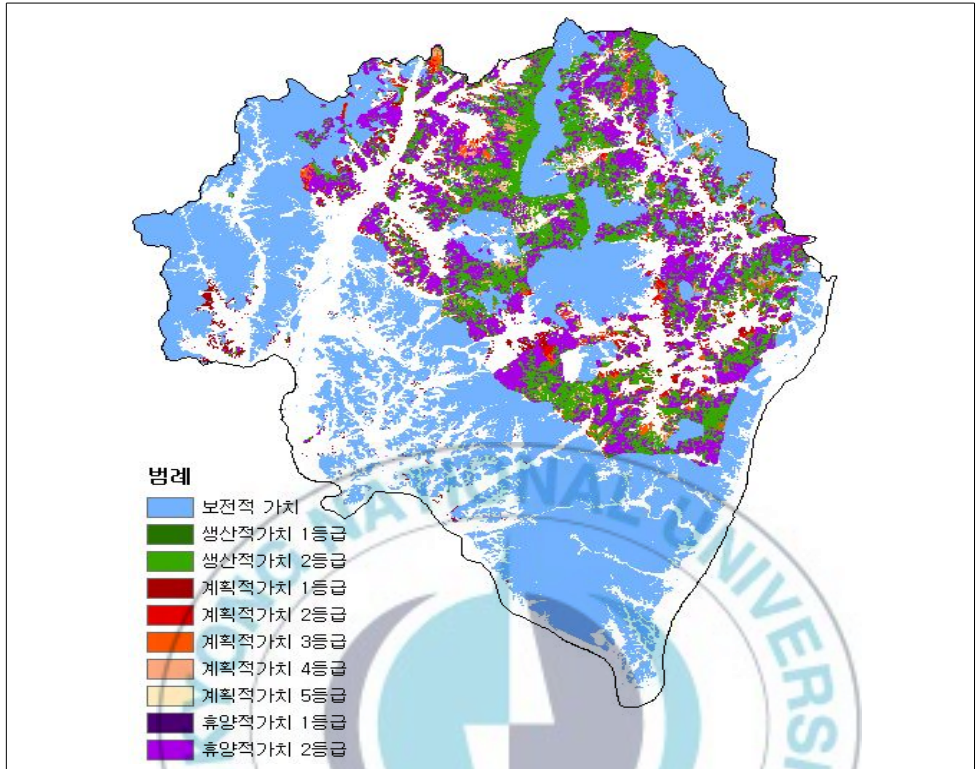 범례
보전적 가치
생산적가치 1등급
생산적가치 2등급
계획적가치 1등급
계획적가치 2등급
계획적가치 3등급
계획적가치 4등급
계획적가치 5등급
휴양적가치 1등급
휴양적가치 2등급
NATIONAL UNIVERSI